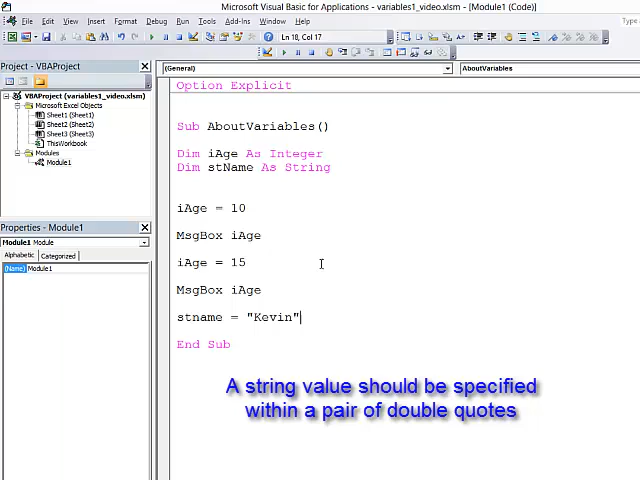 Microsoft Visual Basic for Applications - variables1_video.xlsm - [Module1 (Code)]
File Edit View Insert Format Debug Run Tools Add-Ins Window Help
Type a
Ln 18, Col 17
Project - VBAProject
(General)
AboutVariables
VBAProject (variables1_video.xlsm)
Microsoft Excel Objects
Sheet1 (Sheet1)
Sheet2 (Sheet2)
Sheet3 (Sheet3)
ThisWorkbook
Modules
Module1
Properties - Module1
Module1 Module
Alphabetic Categorized
(Name) Module1
Option Explicit
Sub AboutVariables()
Dim iAge As Integer
Dim stName As String
iAge = 10
MsgBox iAge
iAge = 15
MsgBox iAge
stname = "Kevin"
End Sub
A string value should be specified
within a pair of double quotes